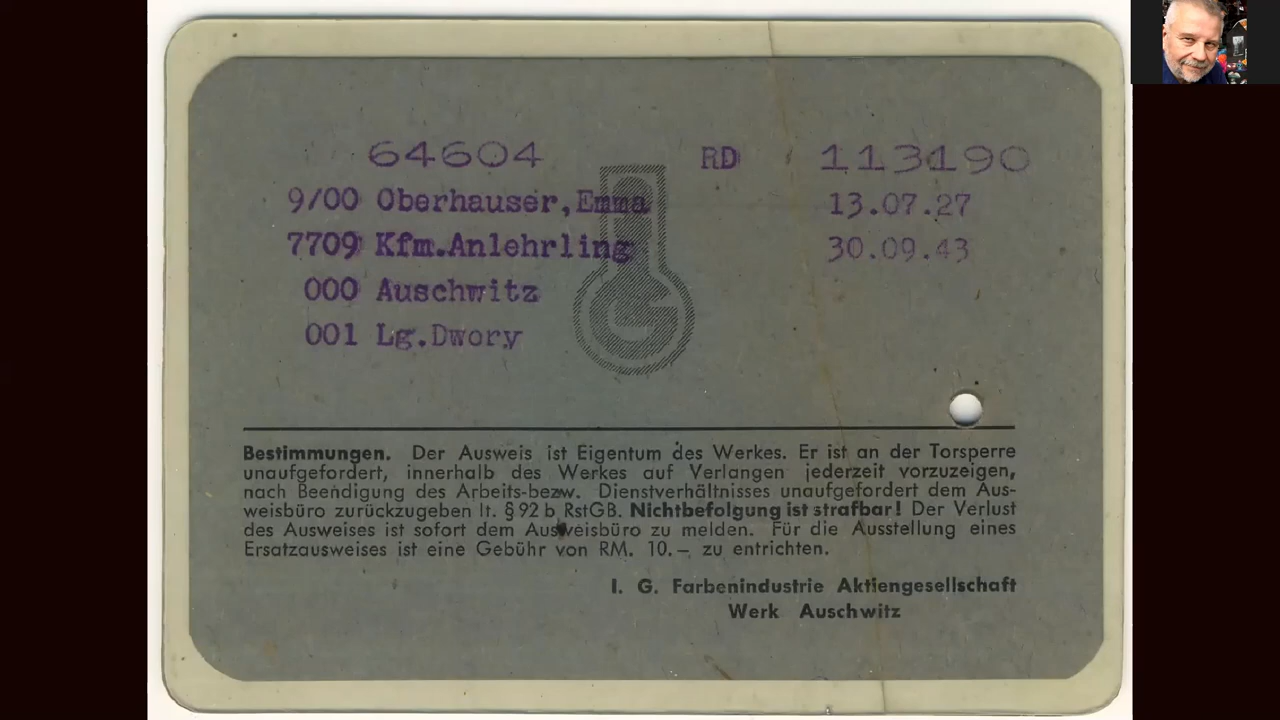 64604 RD 113190
9/00 Oberhauser,Emma 13.07.27
7709 Kfm.Anlehrling 30.09.43
000 Auschwitz
001 Lg.Dwory
Bestimmungen. Der Ausweis ist Eigentum des Werkes. Er ist an der Torsperre
unaufgefordert, innerhalb des Werkes auf Verlangen jederzeit vorzuzeigen,
nach Beendigung des Arbeits-bezw. Dienstverhältnisses unaufgefordert dem Aus-
weisbüro zurückzugeben lt. § 92 b RstGB. Nichtbefolgung ist strafbar! Der Verlust
des Ausweises ist sofort dem Ausweisbüro zu melden. Für die Ausstellung eines
Ersatzausweises ist eine Gebühr von RM. 10.– zu entrichten.
I. G. Farbenindustrie Aktiengesellschaft
Werk Auschwitz